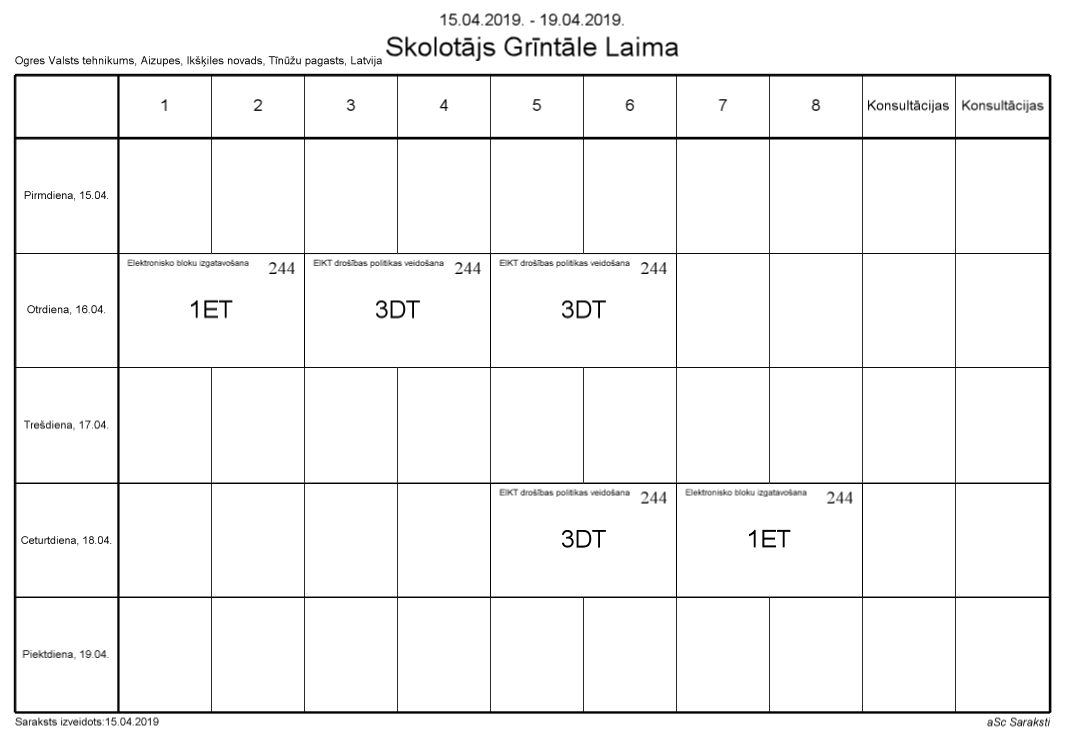 15.04.2019. - 19.04.2019.
Skolotājs Grīntāle Laima
Ogres Valsts tehnikums, Aizupes, Ikšķiles novads, Tīnūžu pagasts, Latvija
1 2 3 4 5 6 7 8 Konsultācijas Konsultācijas
Pirmdiena, 15.04.
Elektronisko bloku izgatavošana 244 EIKT drošības politikas veidošana 244 EIKT drošības politikas veidošana 244
Otrdiena, 16.04. 1ET 3DT 3DT
Trešdiena, 17.04.
EIKT drošības politikas veidošana 244 Elektronisko bloku izgatavošana 244
Ceturtdiena, 18.04. 3DT 1ET
Piektdiena, 19.04.
Saraksts izveidots:15.04.2019 aSc Saraksti